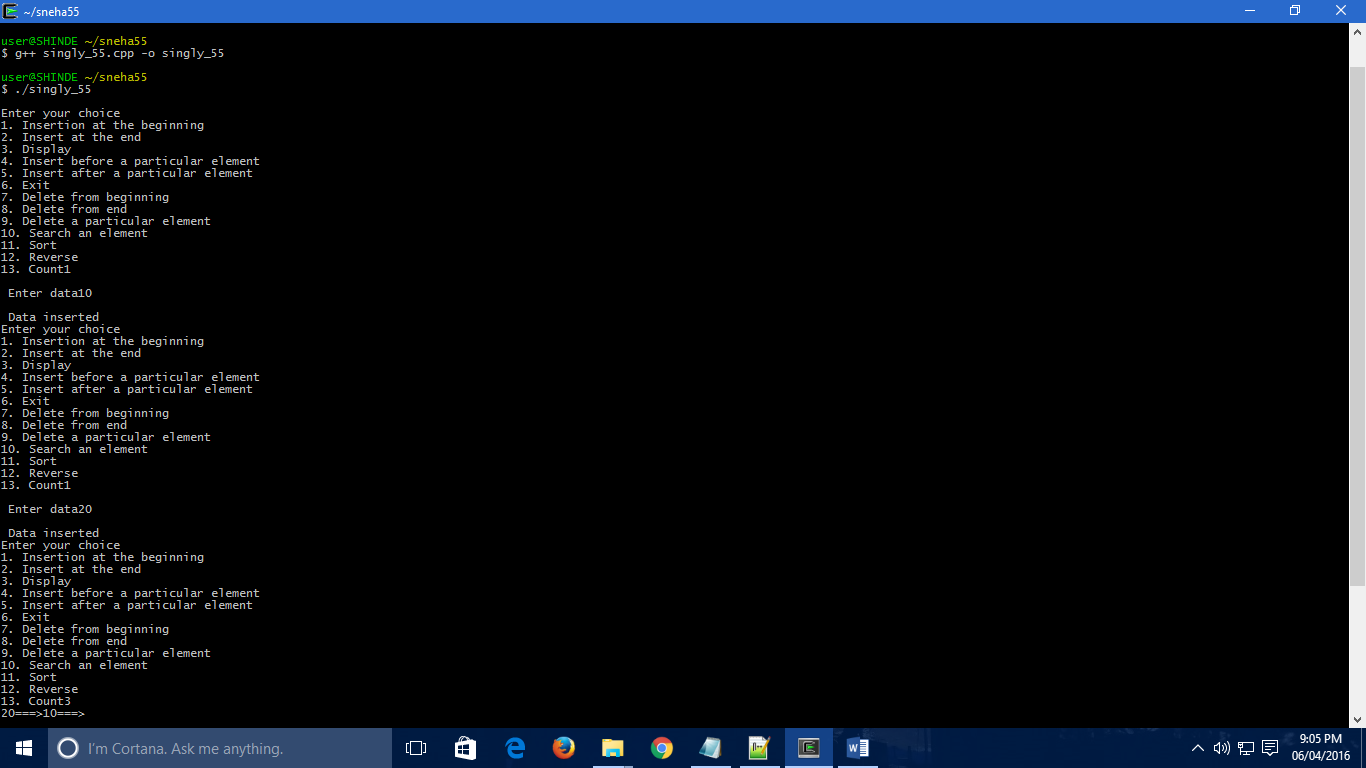 ~/sneha55
user@SHINDE ~/sneha55
$ g++ singly_55.cpp -o singly_55
user@SHINDE ~/sneha55
$ ./singly_55
Enter your choice
1. Insertion at the beginning
2. Insert at the end
3. Display
4. Insert before a particular element
5. Insert after a particular element
6. Exit
7. Delete from beginning
8. Delete from end
9. Delete a particular element
10. Search an element
11. Sort
12. Reverse
13. Count1
Enter data10
Data inserted
Enter your choice
1. Insertion at the beginning
2. Insert at the end
3. Display
4. Insert before a particular element
5. Insert after a particular element
6. Exit
7. Delete from beginning
8. Delete from end
9. Delete a particular element
10. Search an element
11. Sort
12. Reverse
13. Count1
Enter data20
Data inserted
Enter your choice
1. Insertion at the beginning
2. Insert at the end
3. Display
4. Insert before a particular element
5. Insert after a particular element
6. Exit
7. Delete from beginning
8. Delete from end
9. Delete a particular element
10. Search an element
11. Sort
12. Reverse
13. Count3
20===>10===>
I'm Cortana. Ask me anything.
9:05 PM
06/04/2016